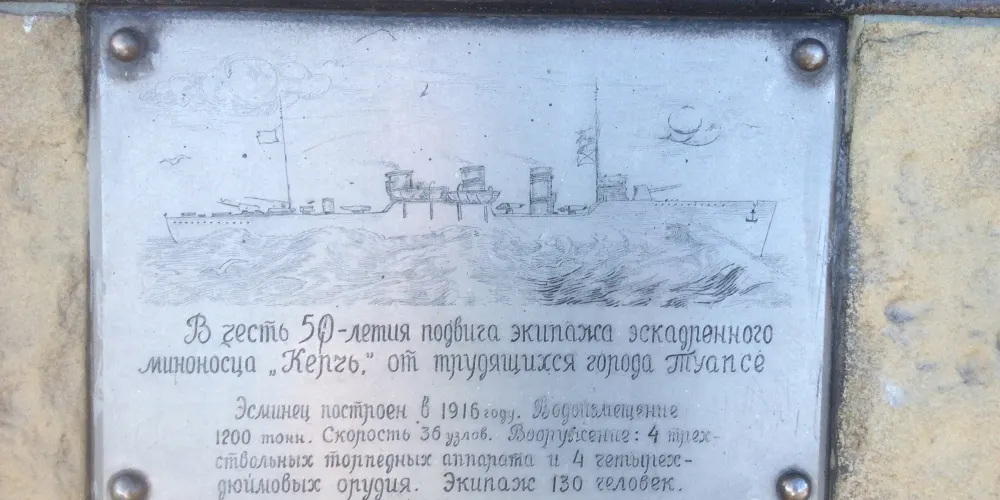 В честь 50-летия подвига экипажа эскадренного
миноносца „Керчь," от трудящихся города Туапсе
Эсминец построен в 1916 году. Водоизмещение
1200 тонн. Скорость 36 узлов. Вооружение: 4 трех-
ствольных торпедных аппарата и 4 четырех-
дюймовых орудия. Экипаж 130 человек.